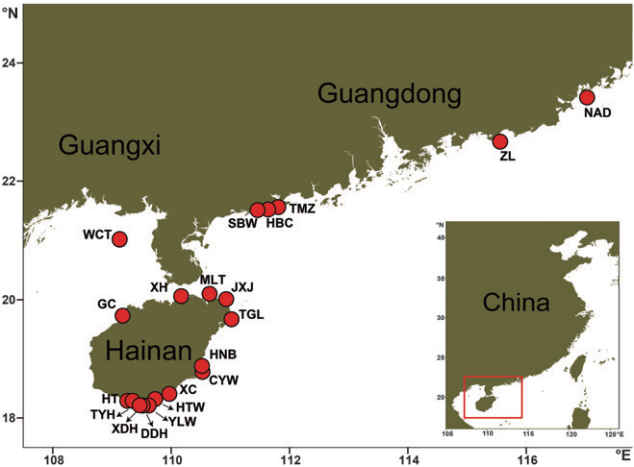 °N
24
Guangdong
NAD
Guangxi
ZL
22
TMZ
SBW HBC
WCT
°N
40
MLT
XH
JXJ
35
20
GC
TGL
China
30
Hainan
HNB
25
CYW
XC
20
HT
HTW
TYH
YLW
XDH
DDH
18
105 110 115 120 125°E
108 110 112 114 116 °E